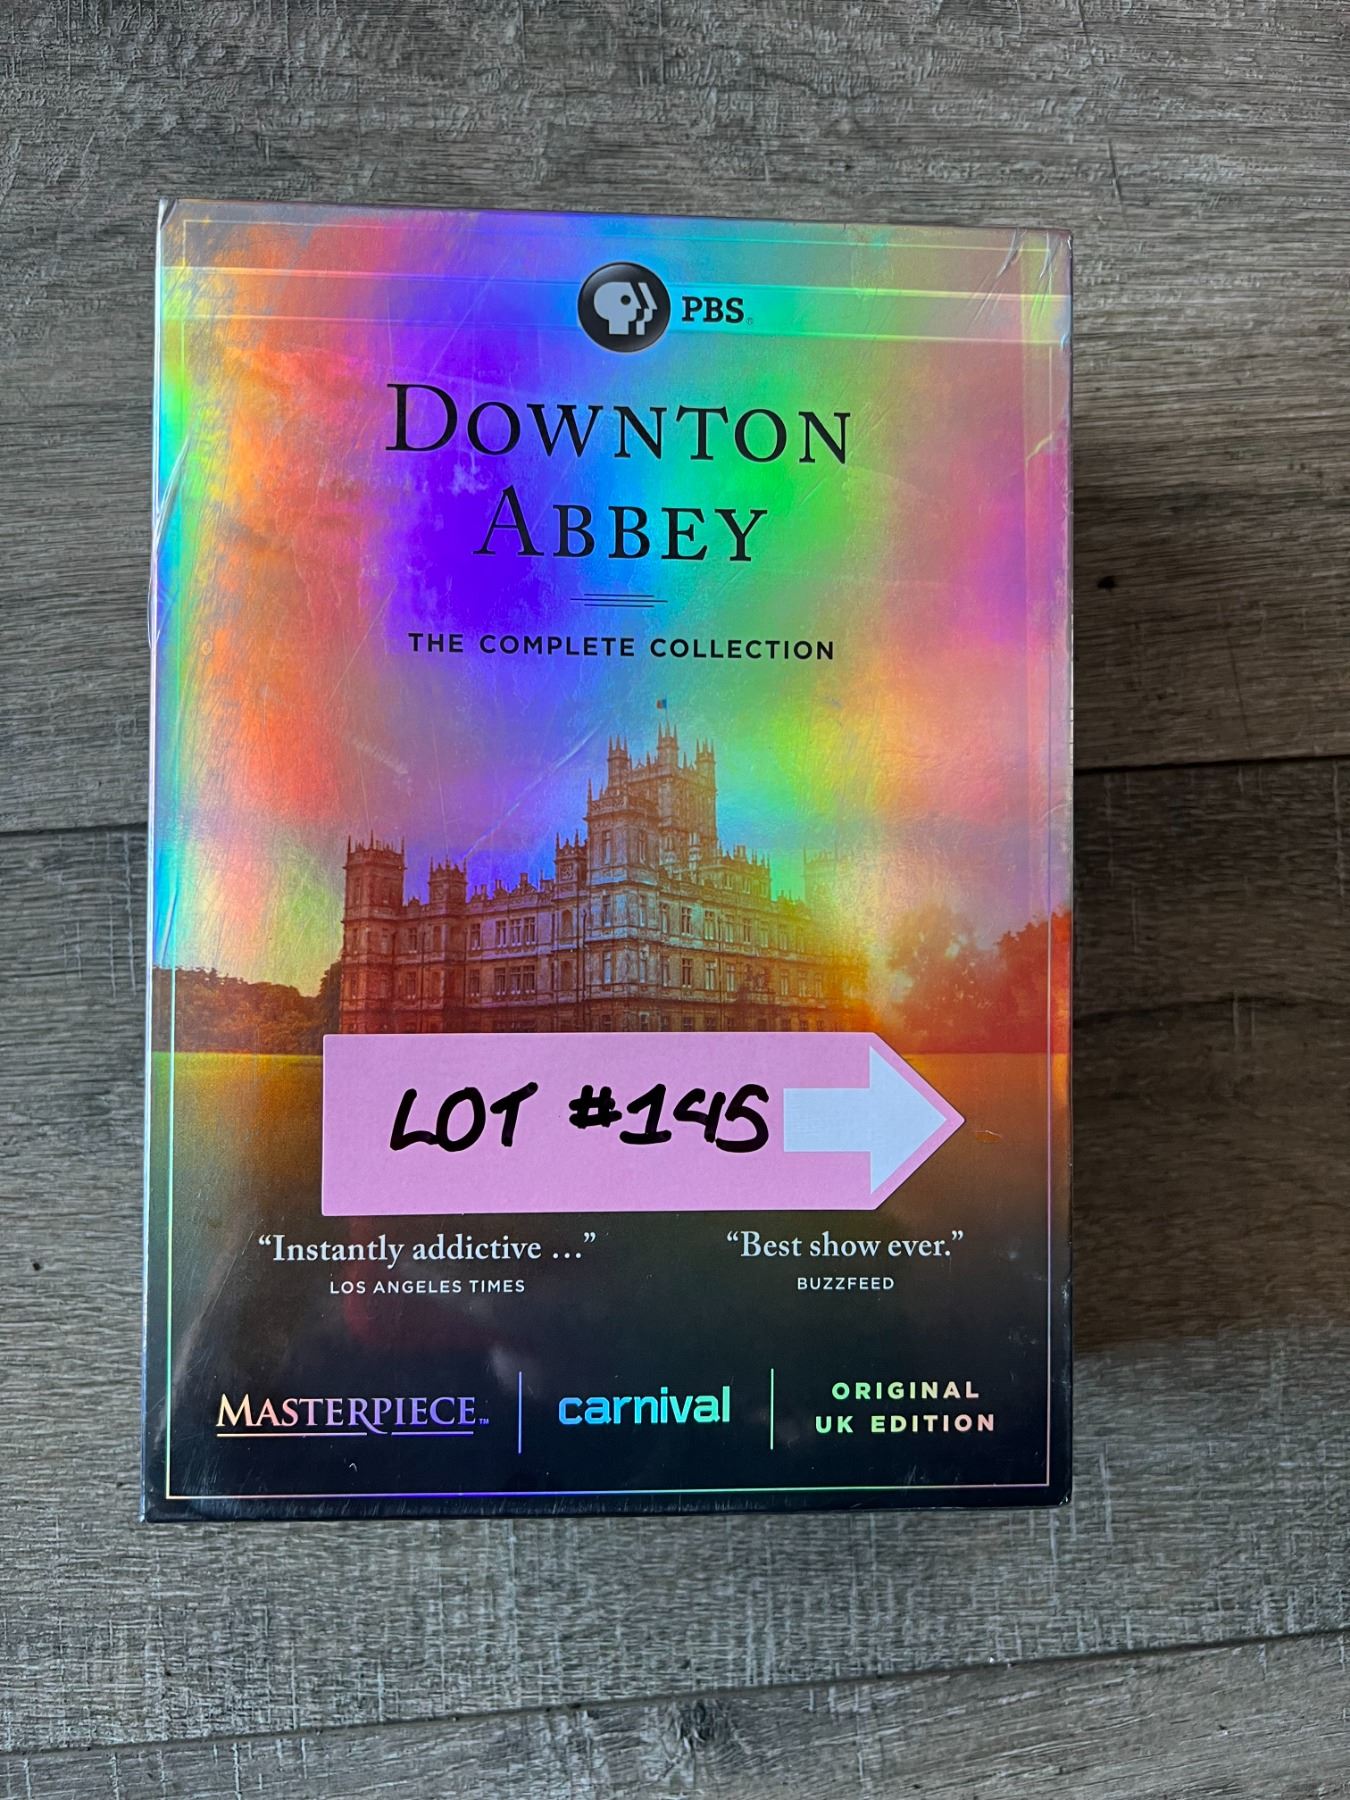 PBS
DOWNTON
ABBEY
THE COMPLETE COLLECTION
LOT #145
“Instantly addictive ...”
LOS ANGELES TIMES
“Best show ever.”
BUZZFEED
MASTERPIECE™
carnival
ORIGINAL
UK EDITION